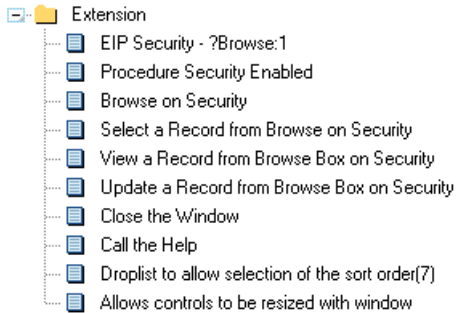 Extension
EIP Security - ?Browse:1
Procedure Security Enabled
Browse on Security
Select a Record from Browse on Security
View a Record from Browse Box on Security
Update a Record from Browse Box on Security
Close the Window
Call the Help
Droplist to allow selection of the sort order(7)
Allows controls to be resized with window